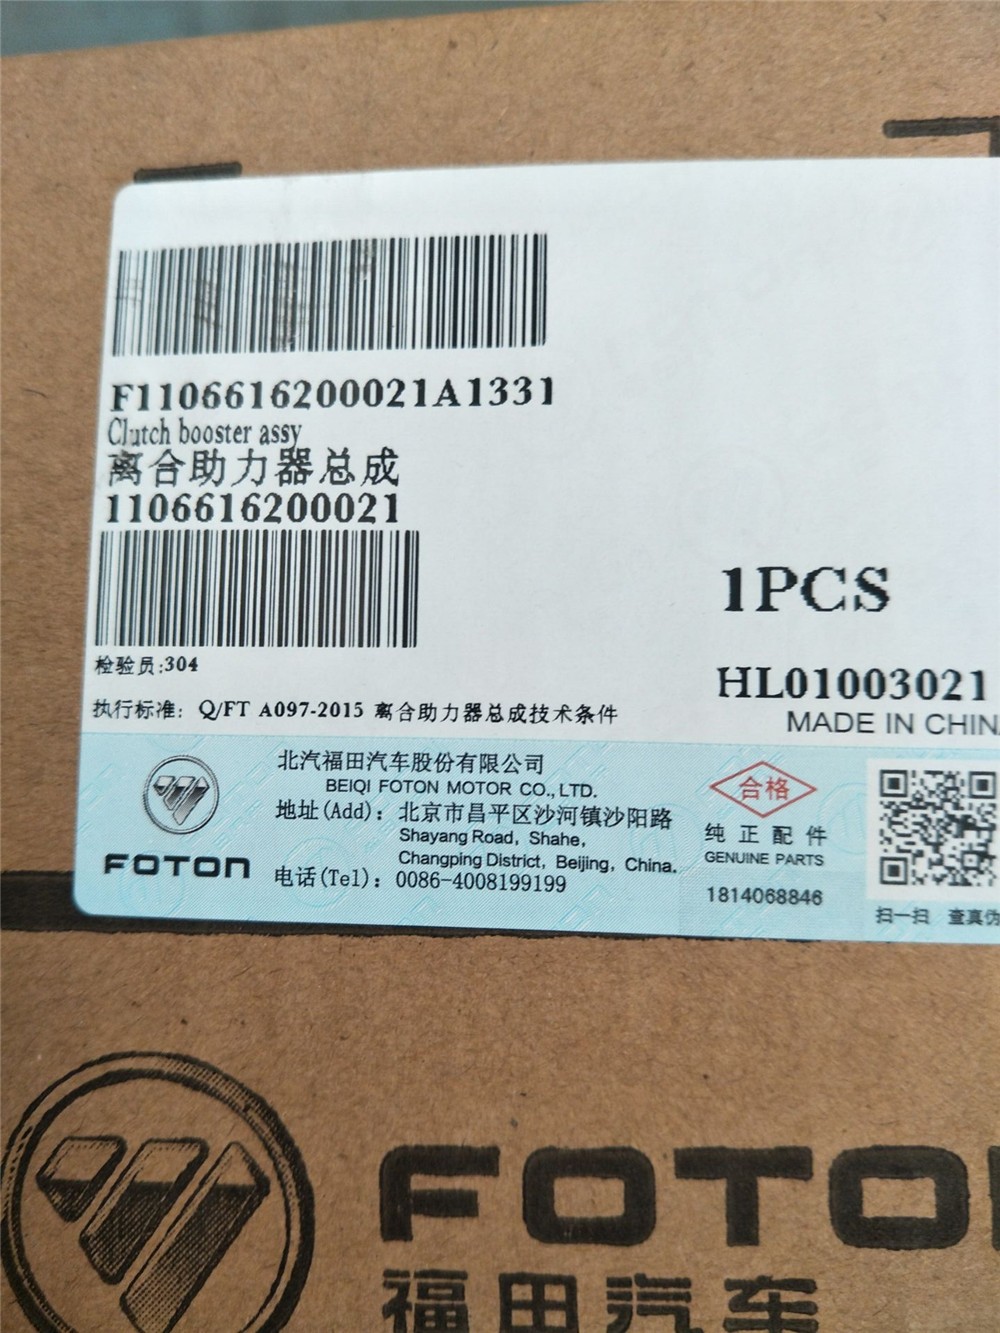 F1106616200021A1331
Clutch booster assy
离合助力器总成
1106616200021
1PCS
检验员:304
HL01003021
执行标准: Q/FT A097-2015 离合助力器总成技术条件
MADE IN CHIN
北汽福田汽车股份有限公司
BEIQI FOTON MOTOR CO., LTD.
地址(Add): 北京市昌平区沙河镇沙阳路
Shayang Road, Shahe,
Changping District, Beijing, China.
电话(Tel): 0086-4008199199
FOTON
合格
纯正配件
GENUINE PARTS
1814068846
扫一扫 查真伪
FOTO
福田汽车